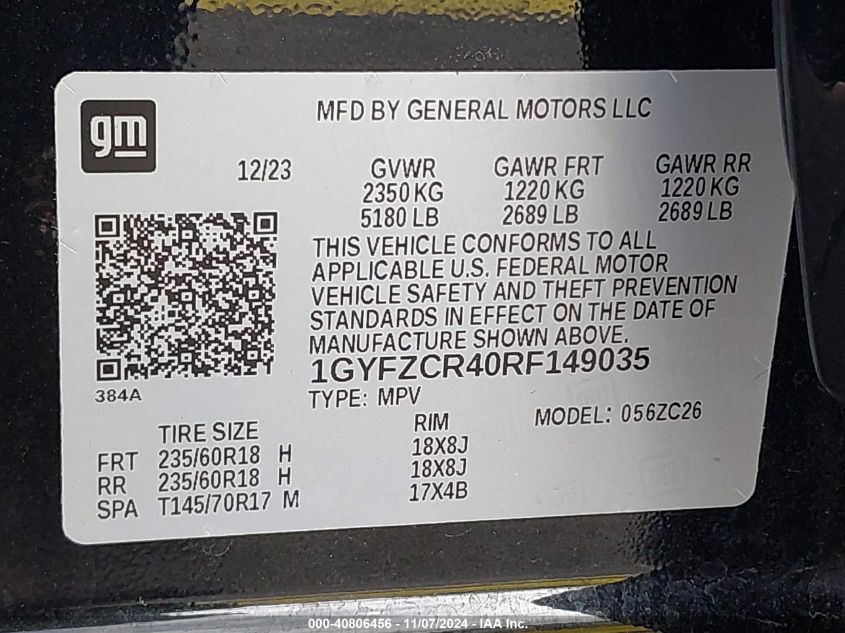 gm
MFD BY GENERAL MOTORS LLC
12/23 GVWR GAWR FRT GAWR RR
2350 KG 1220 KG 1220 KG
5180 LB 2689 LB 2689 LB
THIS VEHICLE CONFORMS TO ALL
APPLICABLE U.S. FEDERAL MOTOR
VEHICLE SAFETY AND THEFT PREVENTION
STANDARDS IN EFFECT ON THE DATE OF
MANUFACTURE SHOWN ABOVE.
1GYFZCR40RF149035
384A
TYPE: MPV
MODEL: 056ZC26
TIRE SIZE RIM
FRT 235/60R18 H 18X8J
RR 235/60R18 H 18X8J
SPA T145/70R17 M 17X4B
000-40806456 - 11/07/2024 - IAA Inc.